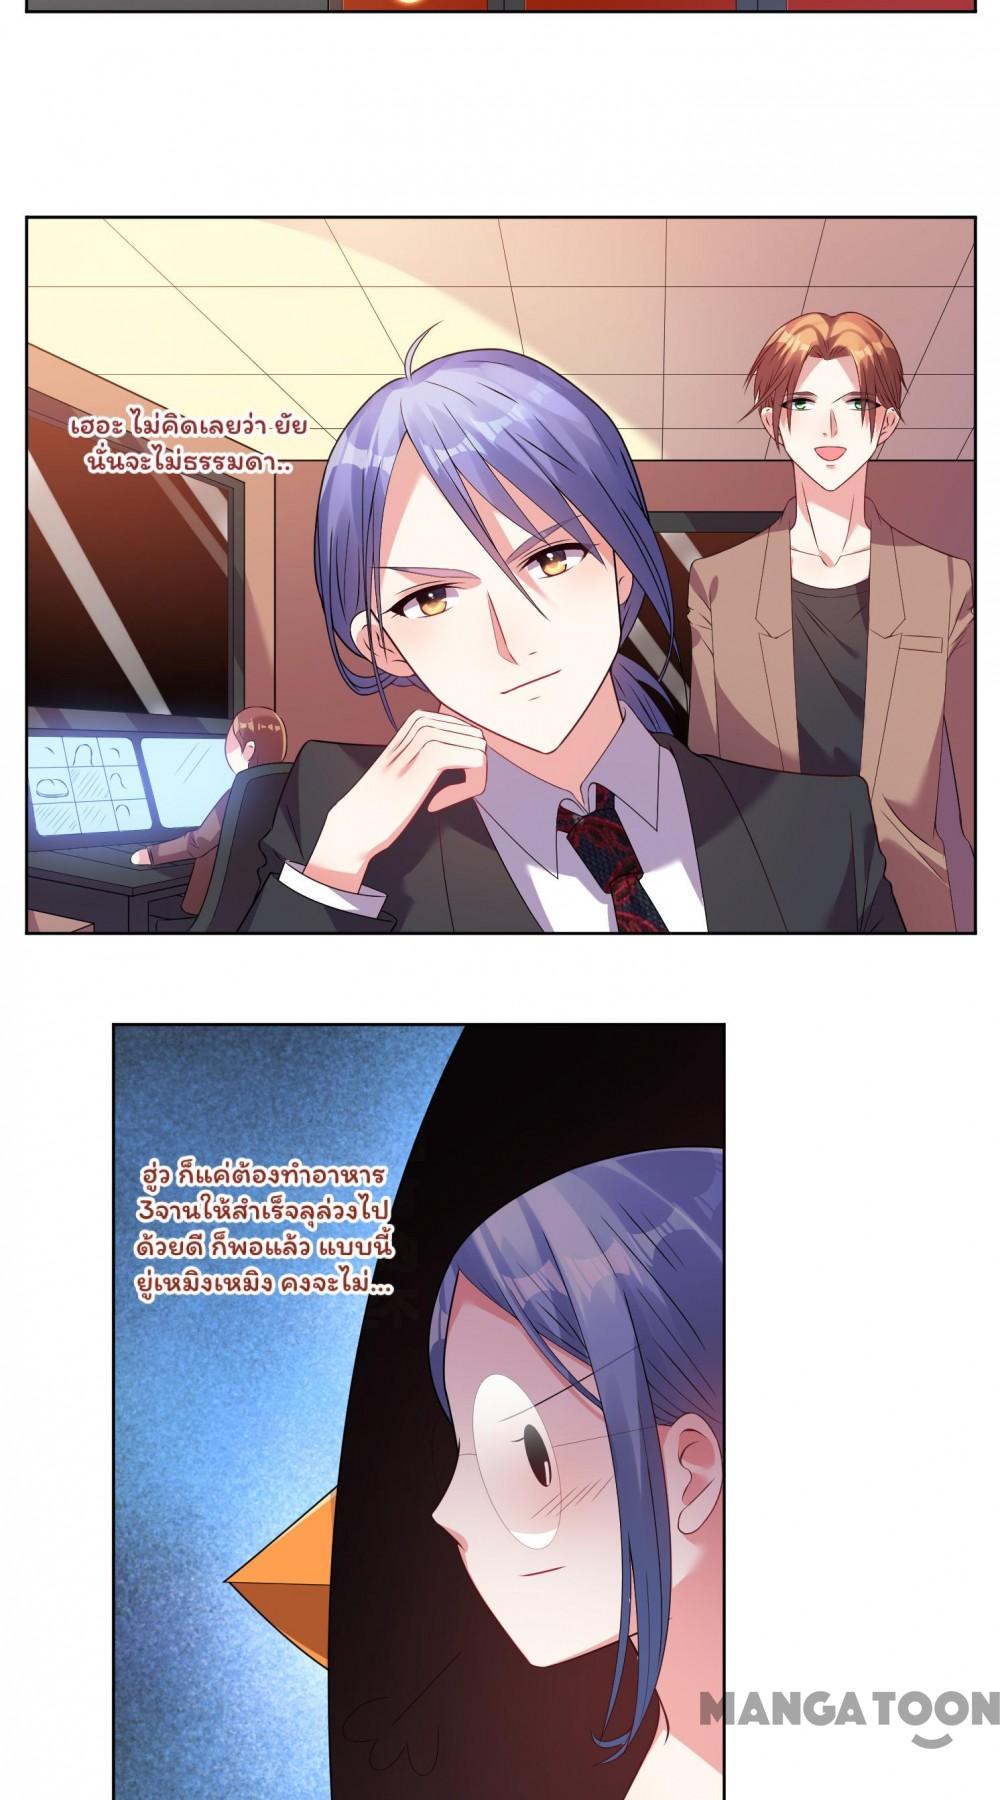 เฮอะ ไม่คิดเลยว่า ยัย
นั่นจะไม่ธรรมดา..
ฮู่ว ก็แค่ต้องทำอาหาร
3จานให้สำเร็จลุล่วงไป
ด้วยดี ก็พอแล้ว แบบนี้
ยู่เหมิงเหมิง คงจะไม่...
MANGATOON